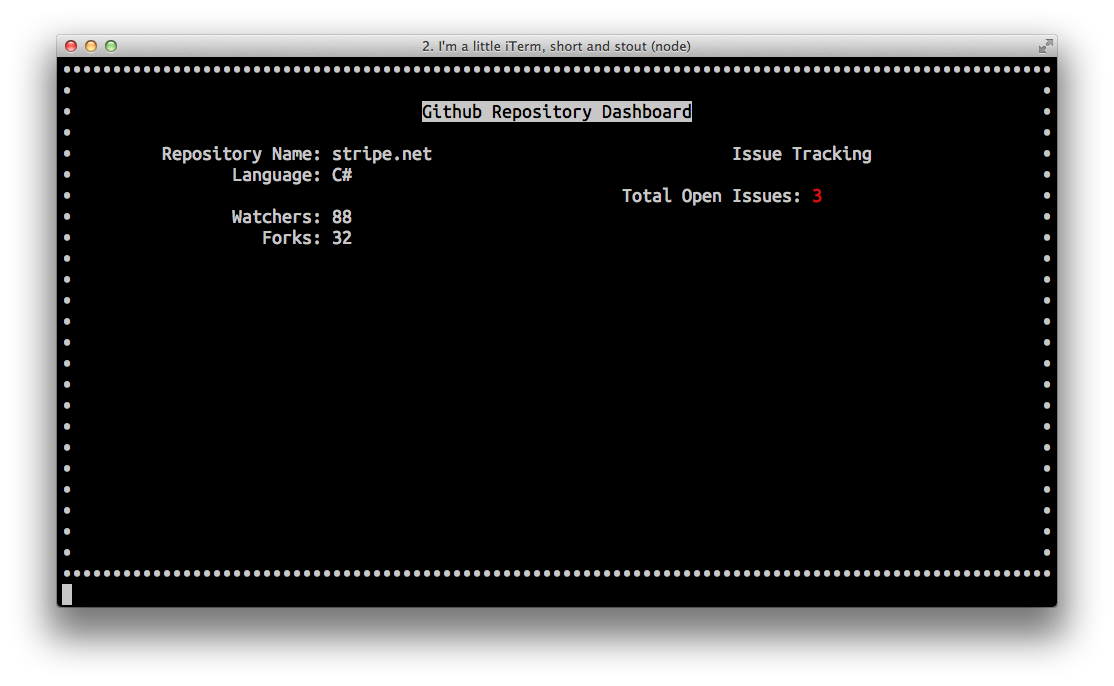 2. I'm a little iTerm, short and stout (node)
Github Repository Dashboard
Repository Name: stripe.net
Language: C#
Watchers: 88
Forks: 32
Issue Tracking
Total Open Issues: 3